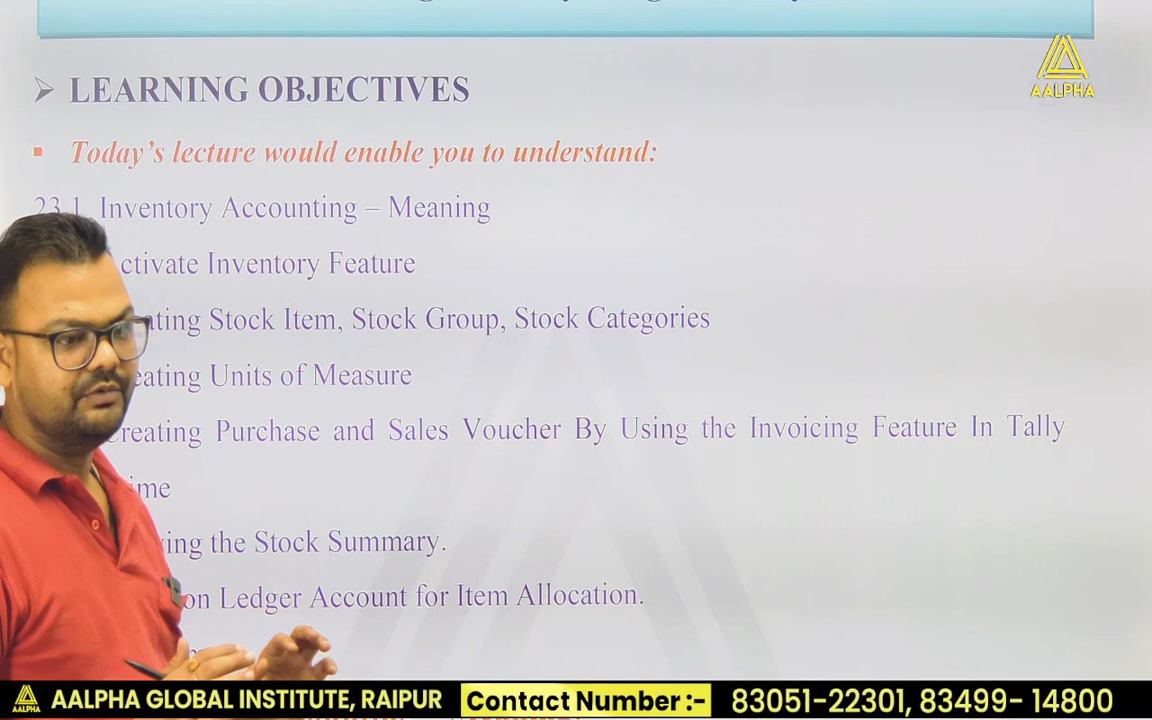 LEARNING OBJECTIVES
AALPHA
Today's lecture would enable you to understand:
23.1. Inventory Accounting – Meaning
ctivate Inventory Feature
ating Stock Item, Stock Group, Stock Categories
eating Units of Measure
Creating Purchase and Sales Voucher By Using the Invoicing Feature In Tally
ime
ving the Stock Summary.
on Ledger Account for Item Allocation.
AALPHA GLOBAL INSTITUTE, RAIPUR Contact Number :- 83051-22301, 83499- 14800